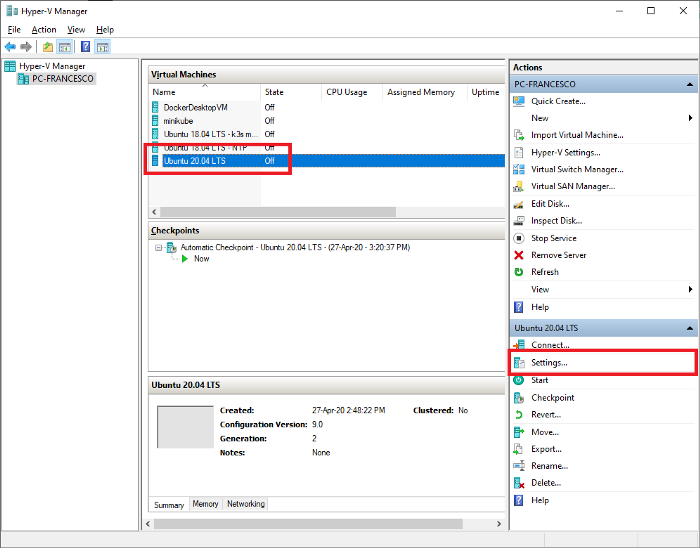 Hyper-V Manager
File Action View Help
Hyper-V Manager
PC-FRANCESCO
Virtual Machines
Name State CPU Usage Assigned Memory Uptime
DockerDesktopVM Off
minikube Off
Ubuntu 18.04 LTS - k3s m... Off
Ubuntu 18.04 LTS - NTP Off
Ubuntu 20.04 LTS Off
Checkpoints
Automatic Checkpoint - Ubuntu 20.04 LTS - (27-Apr-20 - 3:20:37 PM)
Now
Ubuntu 20.04 LTS
Created: 27-Apr-20 2:48:22 PM Clustered: No
Configuration Version: 9.0
Generation: 2
Notes: None
Summary Memory Networking
Actions
PC-FRANCESCO
Quick Create...
New
Import Virtual Machine...
Hyper-V Settings...
Virtual Switch Manager...
Virtual SAN Manager...
Edit Disk...
Inspect Disk...
Stop Service
Remove Server
Refresh
View
Help
Ubuntu 20.04 LTS
Connect...
Settings...
Start
Checkpoint
Revert...
Move...
Export...
Rename...
Delete...
Help